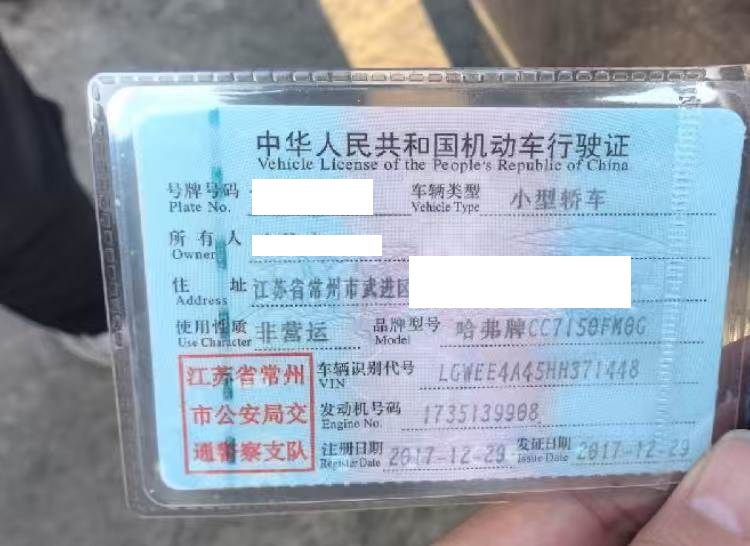 中华人民共和国机动车行驶证
Vehicle License of the People's Republic of China
号牌号码 车辆类型 小型轿车
Plate No. Vehicle Type
所有人
Owner
住址 江苏省常州市武进区
Address
使用性质 非营运 品牌型号 哈弗牌CC7150FM0G
Use Character Model
江苏省常州 车辆识别代号 LGWEE4A45HH371448
VIN
市公安局交 发动机号码 1735139908
Engine No.
通警察支队 注册日期 2017-12-29 发证日期 2017-12-29
Register Date Issue Date